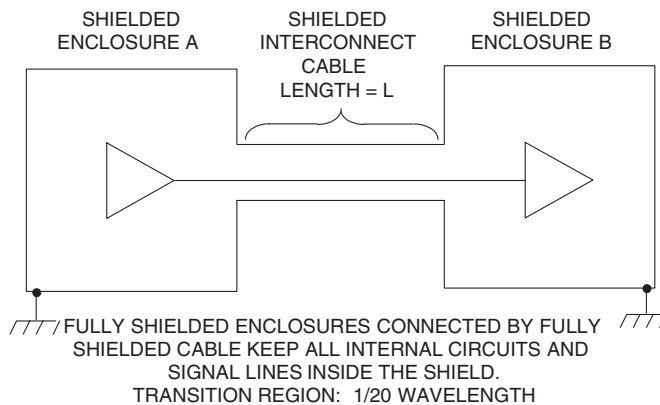 SHIELDED
ENCLOSURE A
SHIELDED
INTERCONNECT
CABLE
LENGTH = L
SHIELDED
ENCLOSURE B
FULLY SHIELDED ENCLOSURES CONNECTED BY FULLY
SHIELDED CABLE KEEP ALL INTERNAL CIRCUITS AND
SIGNAL LINES INSIDE THE SHIELD.
TRANSITION REGION: 1/20 WAVELENGTH